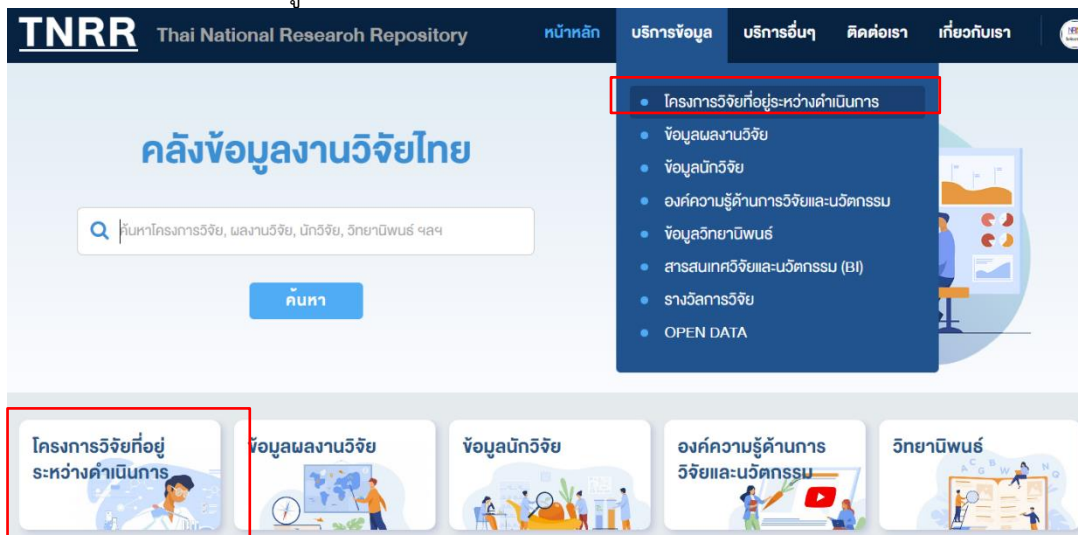 TNRR Thai National Researoh Repository
หน้าหลัก บริการข้อมูล บริการอื่นๆ ติดต่อเรา เกี่ยวกับเรา
โครงการวิจัยที่อยู่ระหว่างดำเนินการ
ข้อมูลผลงานวิจัย
ข้อมูลนักวิจัย
องค์ความรู้ด้านการวิจัยและนวัตกรรม
ข้อมูลวิทยานิพนธ์
สารสนเทศวิจัยและนวัตกรรม (BI)
รางวัลการวิจัย
OPEN DATA
คลังข้อมูลงานวิจัยไทย
ค้นหาโครงการวิจัย, ผลงานวิจัย, นักวิจัย, วิทยานิพนธ์ ฯลฯ
ค้นหา
โครงการวิจัยที่อยู่
ระหว่างดำเนินการ
ข้อมูลผลงานวิจัย
ข้อมูลนักวิจัย
องค์ความรู้ด้านการ
วิจัยและนวัตกรรม
วิทยานิพนธ์